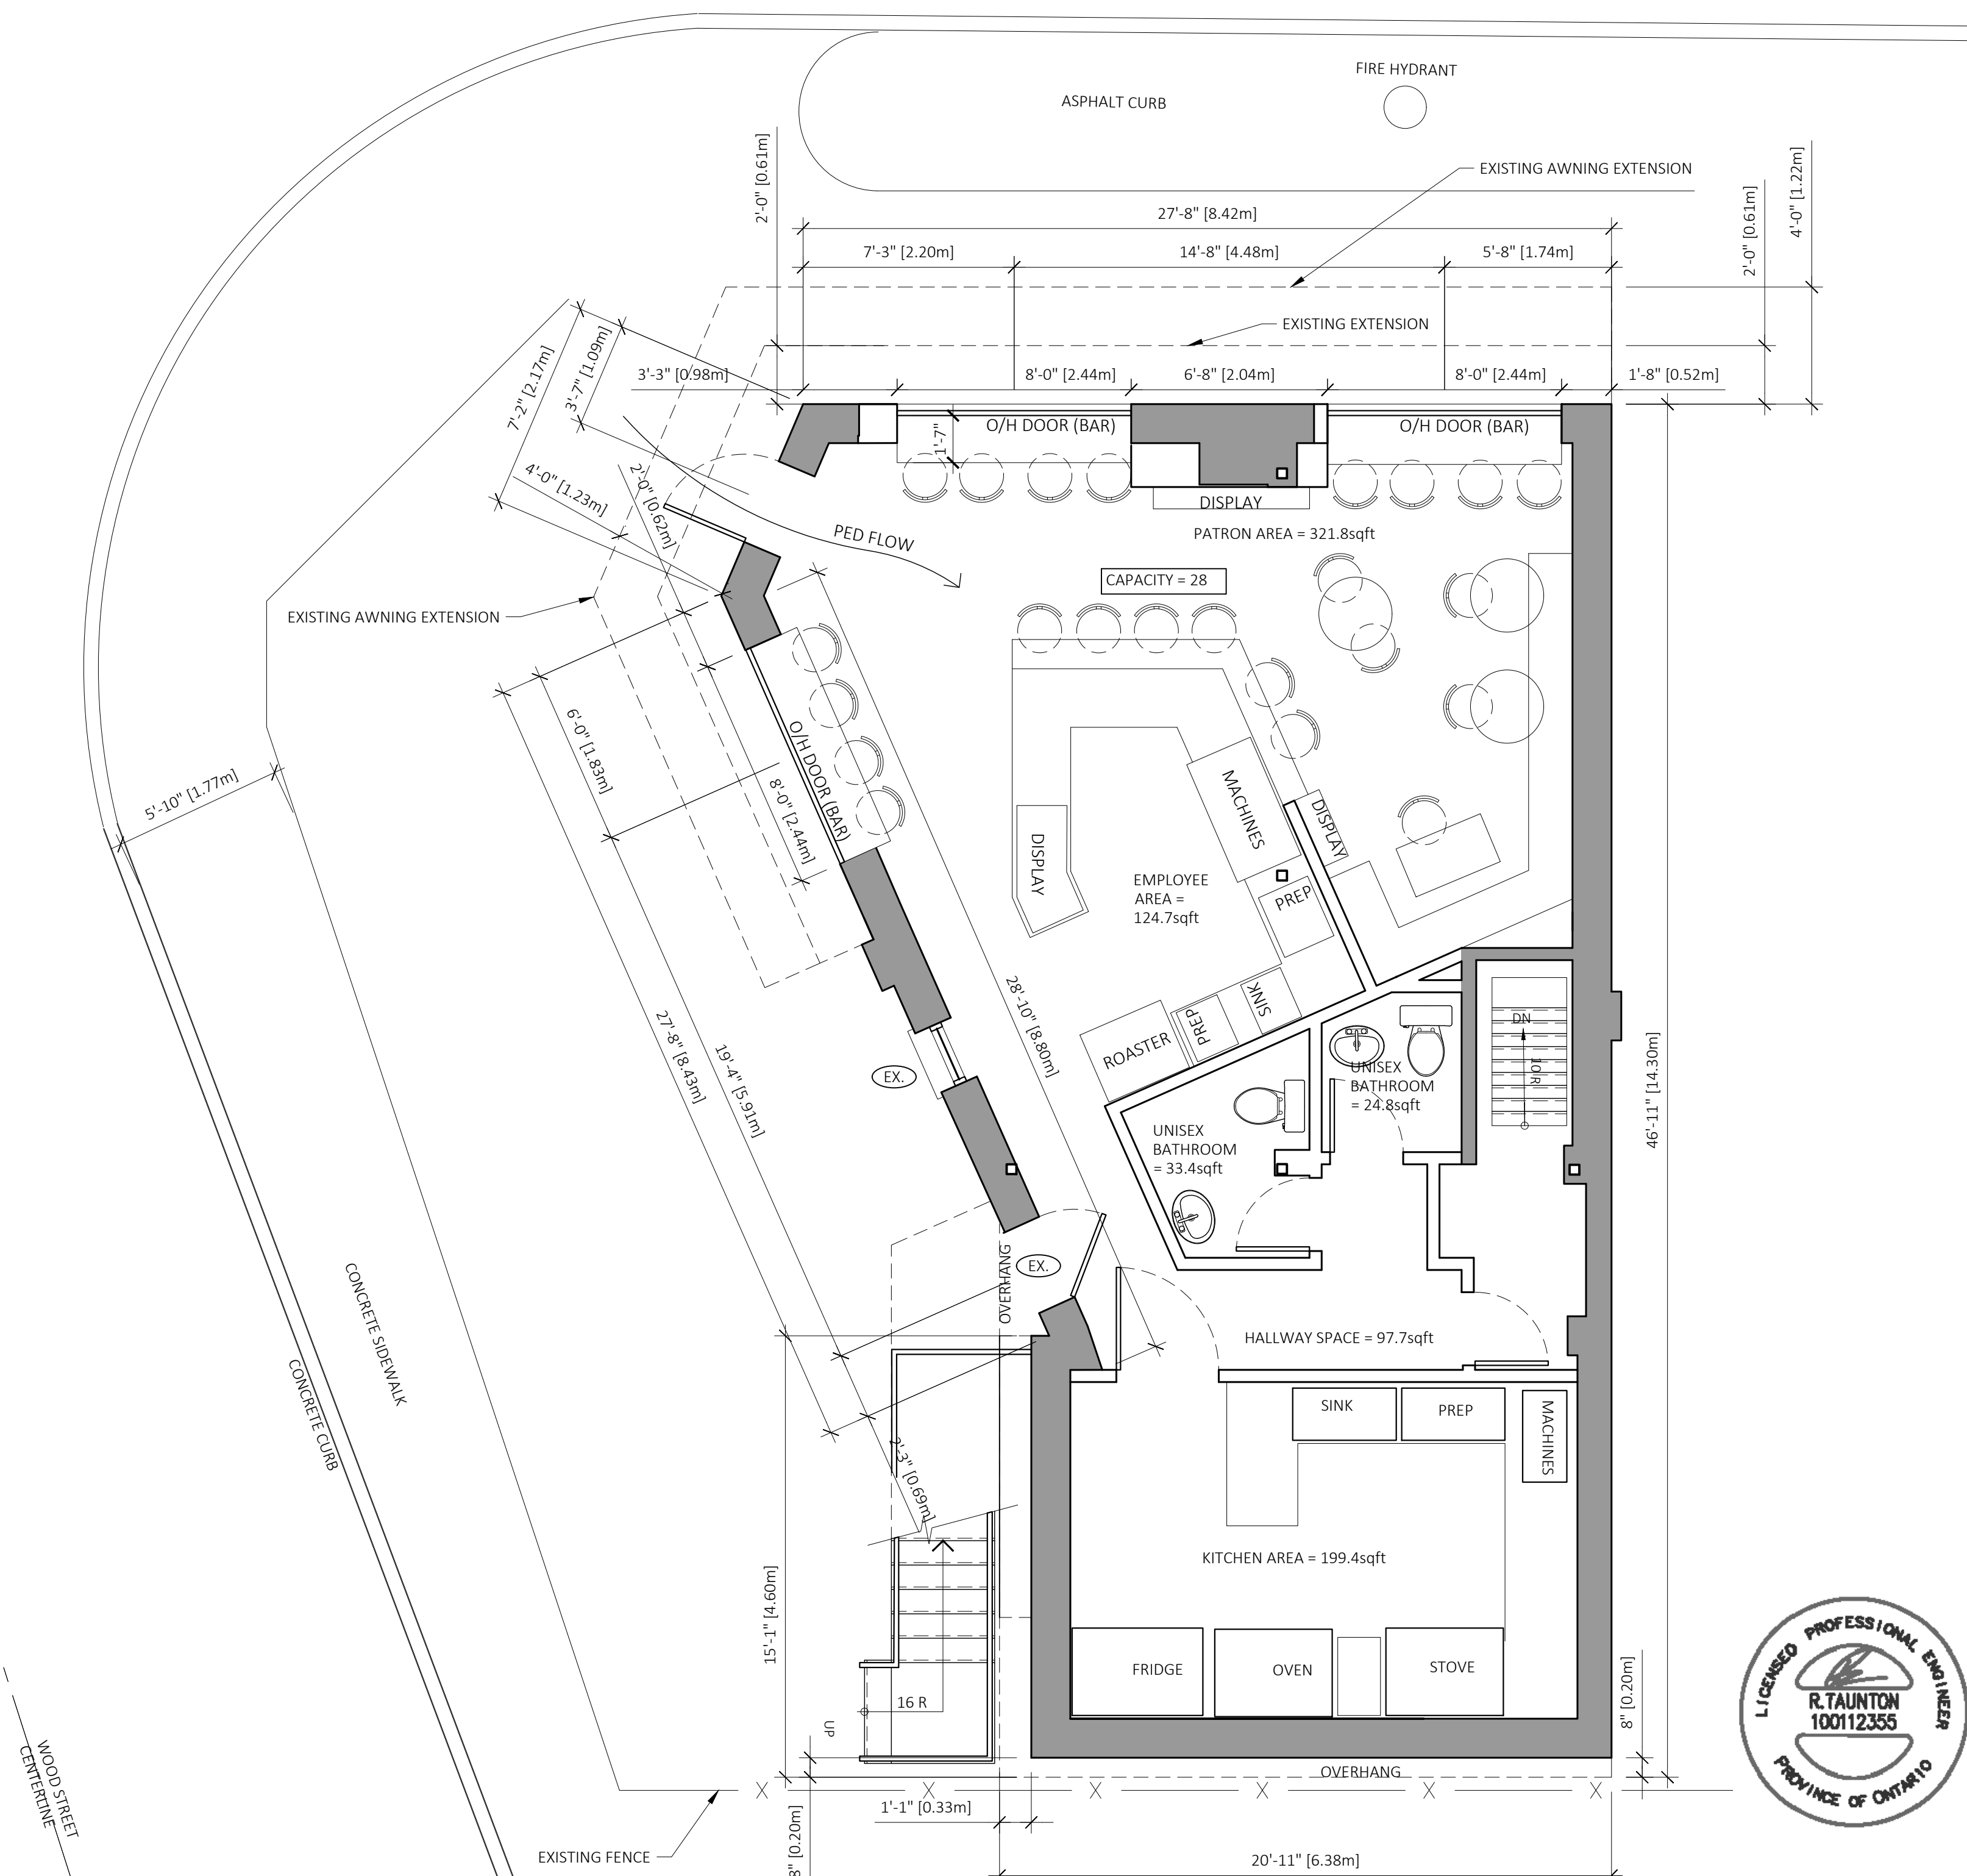 FIRE HYDRANT
ASPHALT CURB
EXISTING AWNING EXTENSION
2'-0" [0.61m]
4'-0" [1.22m]
2'-0" [0.61m]
27'-8" [8.42m]
7'-3" [2.20m]
14'-8" [4.48m]
5'-8" [1.74m]
EXISTING EXTENSION
3'-3" [0.98m]
8'-0" [2.44m]
6'-8" [2.04m]
8'-0" [2.44m]
1'-8" [0.52m]
7'-2" [2.17m]
3'-7" [1.09m]
4'-0" [1.23m]
2'-0" [0.62m]
1'-7"
O/H DOOR (BAR)
O/H DOOR (BAR)
DISPLAY
PED FLOW
PATRON AREA = 321.8sqft
CAPACITY = 28
EXISTING AWNING EXTENSION
6'-0" [1.83m]
O/H DOOR (BAR)
8'-0" [2.44m]
5'-10" [1.77m]
MACHINES
DISPLAY
DISPLAY
EMPLOYEE
AREA =
124.7sqft
PREP
SINK
PREP
ROASTER
28'-10" [8.80m]
27'-8" [8.43m]
19'-4" [5.91m]
EX.
DN
10 R
UNISEX
BATHROOM
= 24.8sqft
UNISEX
BATHROOM
= 33.4sqft
46'-11" [14.30m]
OVERHANG
EX.
HALLWAY SPACE = 97.7sqft
CONCRETE SIDEWALK
CONCRETE CURB
SINK
PREP
MACHINES
2'-3" [0.69m]
KITCHEN AREA = 199.4sqft
15'-1" [4.60m]
FRIDGE
OVEN
STOVE
16 R
UP
8" [0.20m]
OVERHANG
WOOD STREET
CENTERLINE
X X X X X X
1'-1" [0.33m]
8" [0.20m]
EXISTING FENCE
20'-11" [6.38m]
LICENSED PROFESSIONAL ENGINEER
R.TAUNTON
100112355
PROVINCE OF ONTARIO